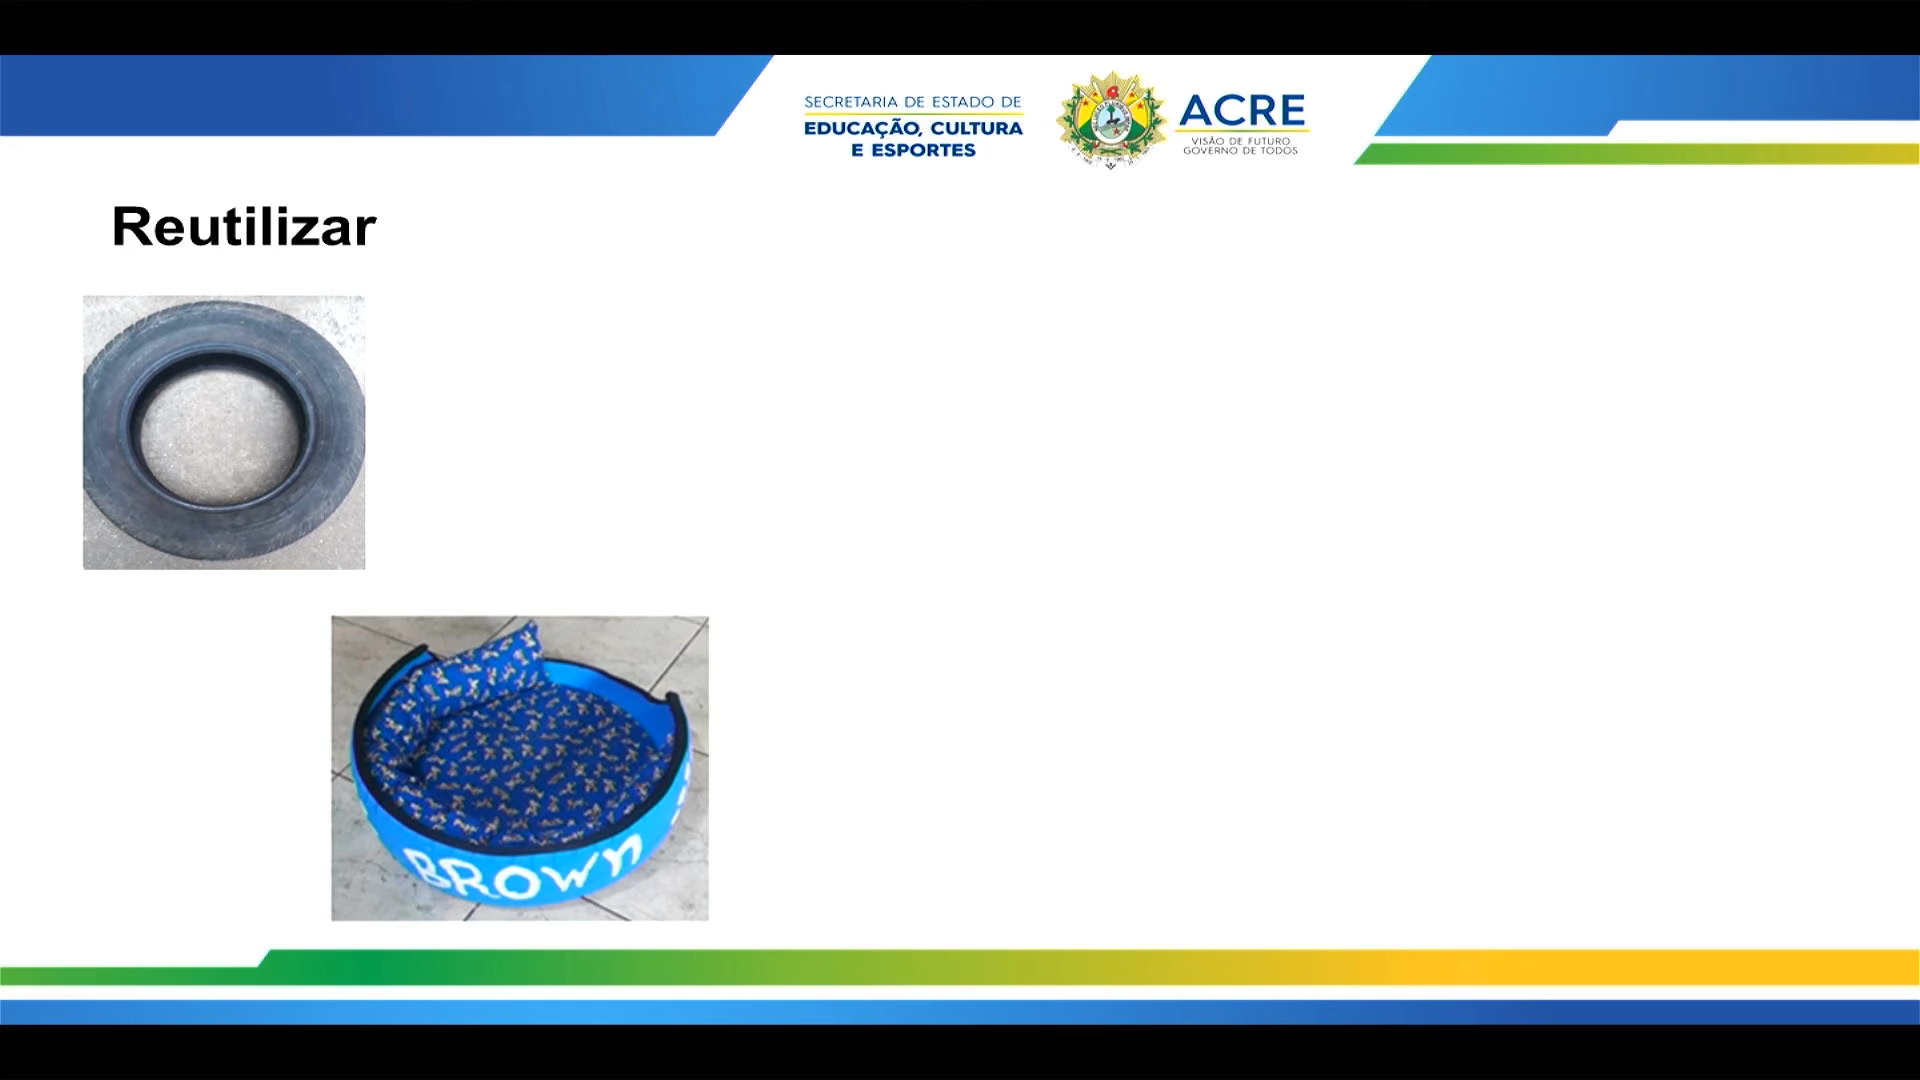 SECRETARIA DE ESTADO DE
EDUCAÇÃO, CULTURA
E ESPORTES
ACRE
VISÃO DE FUTURO
GOVERNO DE TODOS
Reutilizar
BROWN